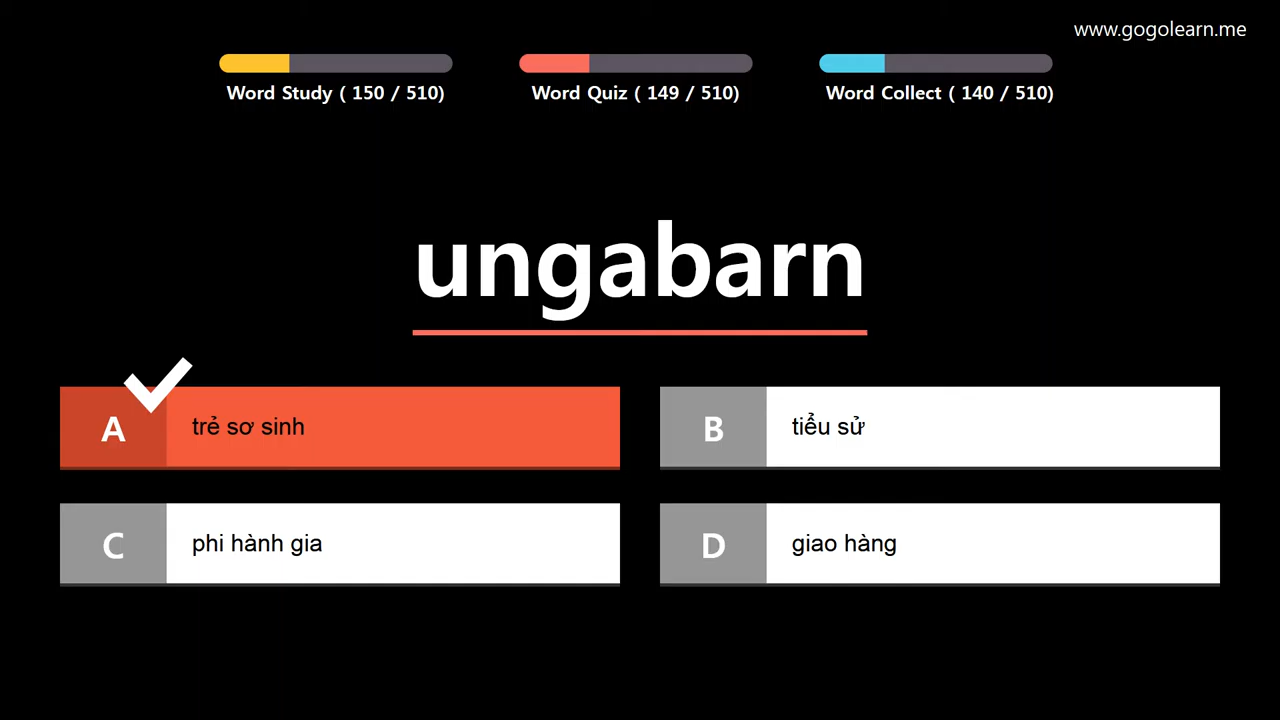 www.gogolearn.me
Word Study ( 150 / 510)
Word Quiz ( 149 / 510)
Word Collect ( 140 / 510)
ungabarn
A trẻ sơ sinh
B tiểu sử
C phi hành gia
D giao hàng